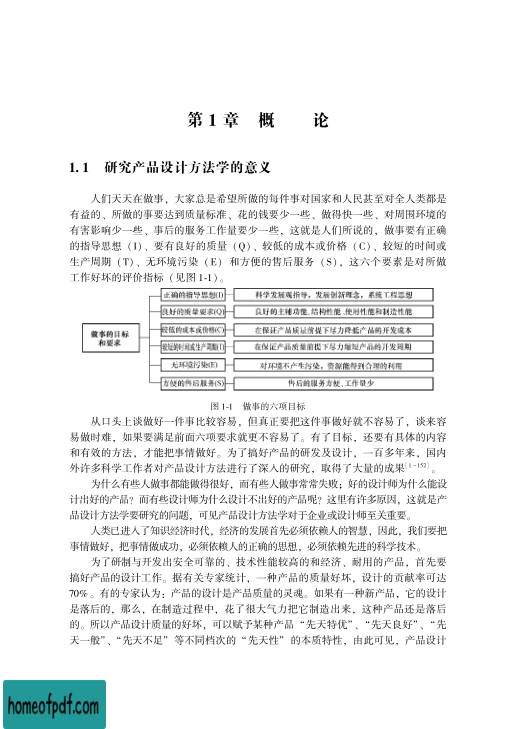 第 1 章　概　　论
1. 1　研究产品设计方法学的意义
人们天天在做事，大家总是希望所做的每件事对国家和人民甚至对全人类都是
有益的、所做的事要达到质量标准、花的钱要少一些、做得快一些、对周围环境的
有害影响少一些、事后的服务工作量要少一些，这就是人们所说的，做事要有正确
的指导思想（I)、要有良好的质量（Q)、较低的成本或价格（C)、较短的时间或
生产周期（T)、无环境污染（E）和方便的售后服务（S)，这六个要素是对所做
工作好坏的评价指标（见图 1-1)。
做事的目标
和要求
正确的指导思想(I)
科学发展观指导，发展创新理念，系统工程思想
良好的质量要求(Q)
良好的主辅功能、结构性能、使用性能和制造性能
较低的成本或价格(C)
在保证产品质量前提下尽力降低产品的开发成本
较短的时间或生产周期(T)
在保证产品质量前提下尽力缩短产品的开发周期
无环境污染(E)
对环境不产生污染，资源能得到合理的利用
方便的售后服务(S)
售后的服务方便、工作量少
图 1-1　做事的六项目标
从口头上谈做好一件事比较容易，但真正要把这件事做好就不容易了，谈来容
易做时难，如果要满足前面六项要求就更不容易了。有了目标，还要有具体的内容
和有效的方法，才能把事情做好。为了搞好产品的研发及设计，一百多年来，国内
外许多科学工作者对产品设计方法进行了深入的研究，取得了大量的成果[1～152]。
为什么有些人做事都能做得很好，而有些人做事常常失败；好的设计师为什么能设
计出好的产品？而有些设计师为什么设计不出好的产品呢？这里有许多原因，这就是产
品设计方法学要研究的问题，可见产品设计方法学对于企业或设计师至关重要。
人类已进入了知识经济时代，经济的发展首先必须依赖人的智慧，因此，我们要把
事情做好，把事情做成功，必须依赖人的正确的思想，必须依赖先进的科学技术。
为了研制与开发出安全可靠的、技术性能较高的和经济、耐用的产品，首先要
搞好产品的设计工作。据有关专家统计，一种产品的质量好坏，设计的贡献率可达
70%。有的专家认为：产品的设计是产品质量的灵魂。如果有一种新产品，它的设计
是落后的，那么，在制造过程中，花了很大气力把它制造出来，这种产品还是落后
的。所以产品设计质量的好坏，可以赋予某种产品“先天特优”、“先天良好”、“先
天一般”、“先天不足”等不同档次的“先天性”的本质特性，由此可见，产品设计
homeofpdf.com